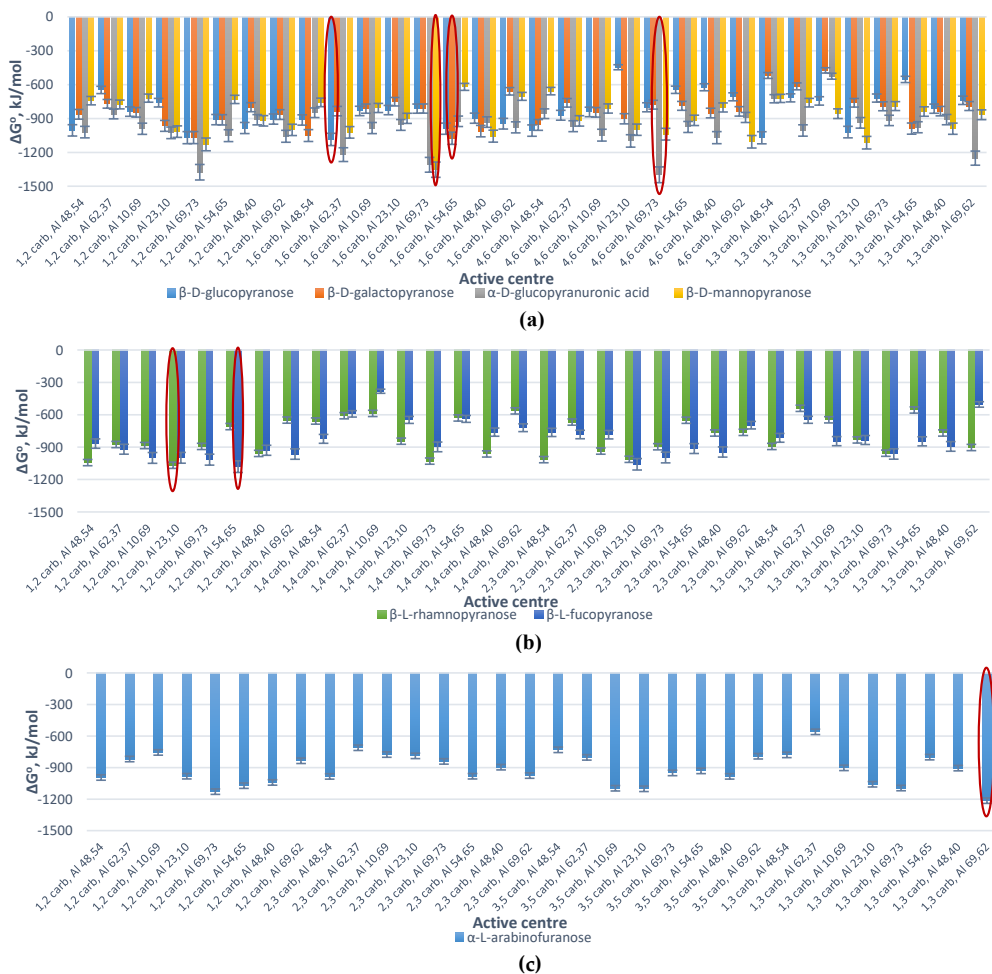 0
-300
-600
-900
-1200
-1500
ΔGº, kJ/mol
1,2 carb, Al 48,54
1,2 carb, Al 62,37
1,2 carb, Al 10,69
1,2 carb, Al 23,10
1,2 carb, Al 69,73
1,2 carb, Al 54,65
1,2 carb, Al 48,40
1,2 carb, Al 69,62
1,6 carb, Al 48,54
1,6 carb, Al 62,37
1,6 carb, Al 10,69
1,6 carb, Al 23,10
1,6 carb, Al 69,73
1,6 carb, Al 54,65
1,6 carb, Al 48,40
1,6 carb, Al 69,62
4,6 carb, Al 48,54
4,6 carb, Al 62,37
4,6 carb, Al 10,69
4,6 carb, Al 23,10
4,6 carb, Al 69,73
4,6 carb, Al 54,65
4,6 carb, Al 48,40
4,6 carb, Al 69,62
1,3 carb, Al 48,54
1,3 carb, Al 62,37
1,3 carb, Al 10,69
1,3 carb, Al 23,10
1,3 carb, Al 69,73
1,3 carb, Al 54,65
1,3 carb, Al 48,40
1,3 carb, Al 69,62
Active centre
β-D-glucopyranose β-D-galactopyranose α-D-glucopyranuronic acid β-D-mannopyranose
(a)
0
-300
-600
-900
-1200
-1500
ΔGº, kJ/mol
1,2 carb, Al 48,54
1,2 carb, Al 62,37
1,2 carb, Al 10,69
1,2 carb, Al 23,10
1,2 carb, Al 69,73
1,2 carb, Al 54,65
1,2 carb, Al 48,40
1,2 carb, Al 69,62
1,4 carb, Al 48,54
1,4 carb, Al 62,37
1,4 carb, Al 10,69
1,4 carb, Al 23,10
1,4 carb, Al 69,73
1,4 carb, Al 54,65
1,4 carb, Al 48,40
1,4 carb, Al 69,62
2,3 carb, Al 48,54
2,3 carb, Al 62,37
2,3 carb, Al 10,69
2,3 carb, Al 23,10
2,3 carb, Al 69,73
2,3 carb, Al 54,65
2,3 carb, Al 48,40
2,3 carb, Al 69,62
1,3 carb, Al 48,54
1,3 carb, Al 62,37
1,3 carb, Al 10,69
1,3 carb, Al 23,10
1,3 carb, Al 69,73
1,3 carb, Al 54,65
1,3 carb, Al 48,40
1,3 carb, Al 69,62
Active centre
β-L-rhamnopyranose β-L-fucopyranose
(b)
0
-300
-600
-900
-1200
-1500
ΔGº, kJ/mol
1,2 carb, Al 48,54
1,2 carb, Al 62,37
1,2 carb, Al 10,69
1,2 carb, Al 23,10
1,2 carb, Al 69,73
1,2 carb, Al 54,65
1,2 carb, Al 48,40
1,2 carb, Al 69,62
2,3 carb, Al 48,54
2,3 carb, Al 62,37
2,3 carb, Al 10,69
2,3 carb, Al 23,10
2,3 carb, Al 69,73
2,3 carb, Al 54,65
2,3 carb, Al 48,40
2,3 carb, Al 69,62
3,5 carb, Al 48,54
3,5 carb, Al 62,37
3,5 carb, Al 10,69
3,5 carb, Al 23,10
3,5 carb, Al 69,73
3,5 carb, Al 54,65
3,5 carb, Al 48,40
3,5 carb, Al 69,62
1,3 carb, Al 48,54
1,3 carb, Al 62,37
1,3 carb, Al 10,69
1,3 carb, Al 23,10
1,3 carb, Al 69,73
1,3 carb, Al 54,65
1,3 carb, Al 48,40
1,3 carb, Al 69,62
Active centre
α-L-arabinofuranose
(c)